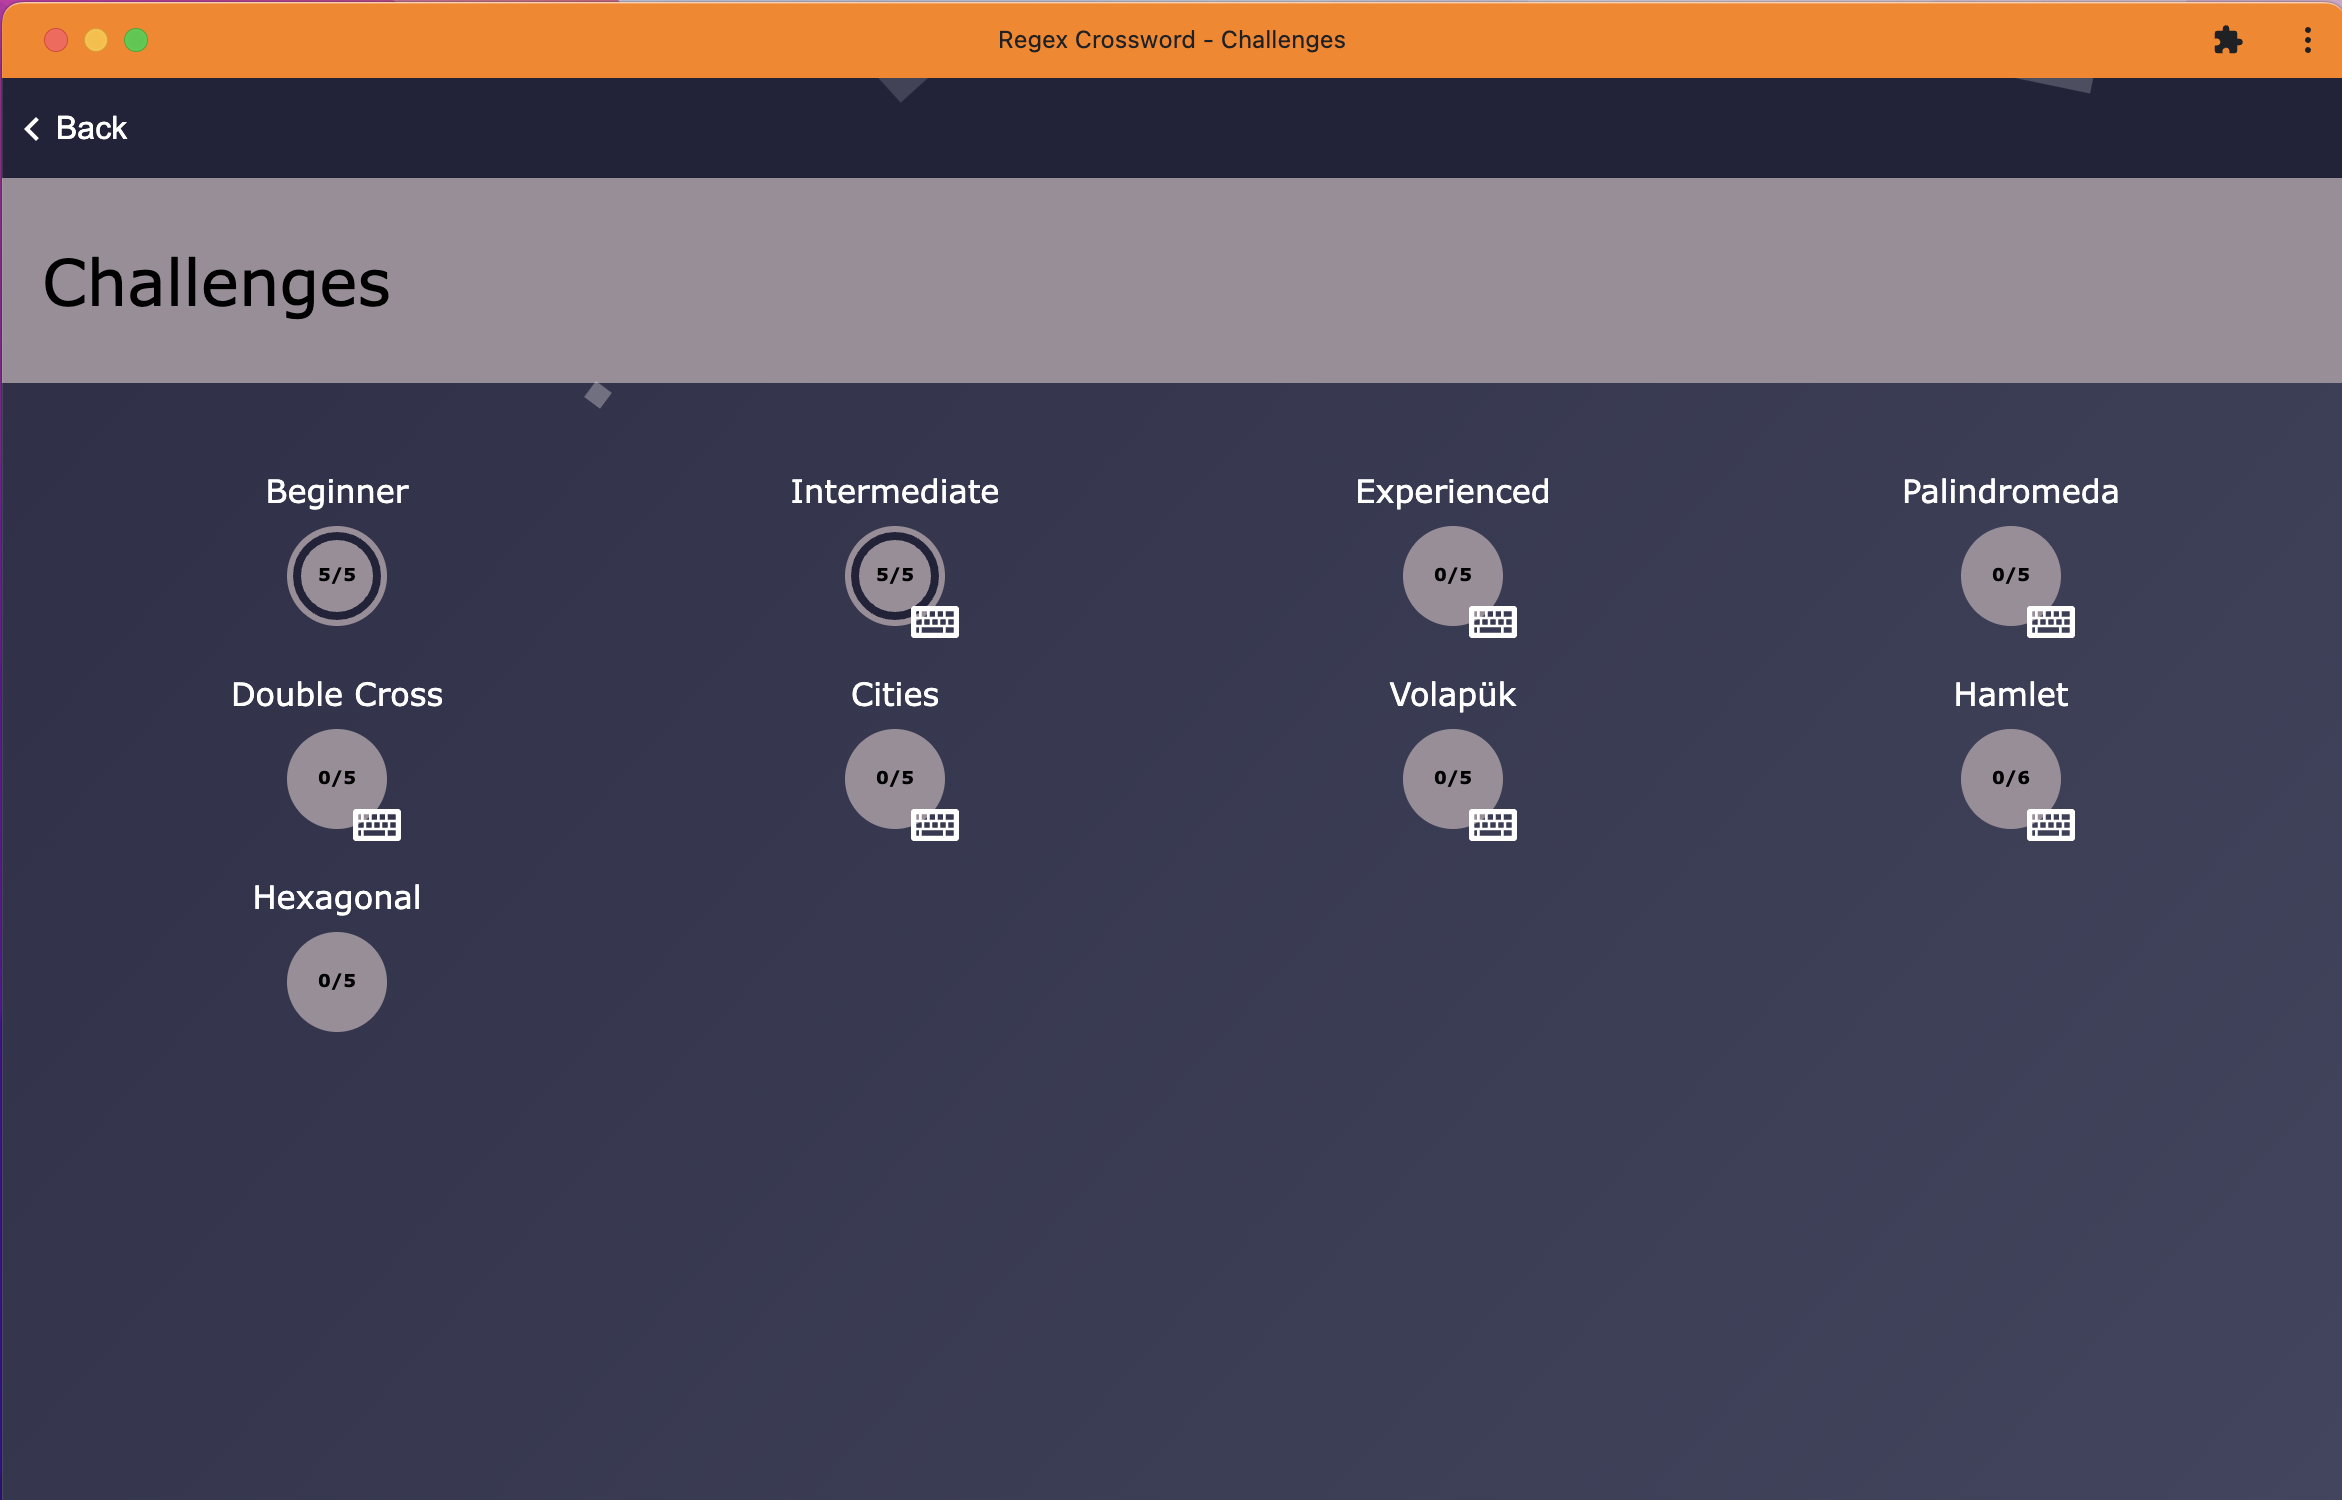 Regex Crossword - Challenges
Back
Challenges
Beginner
Intermediate
Experienced
Palindromeda
5/5
5/5
0/5
0/5
Double Cross
Cities
Volapük
Hamlet
0/5
0/5
0/5
0/6
Hexagonal
0/5